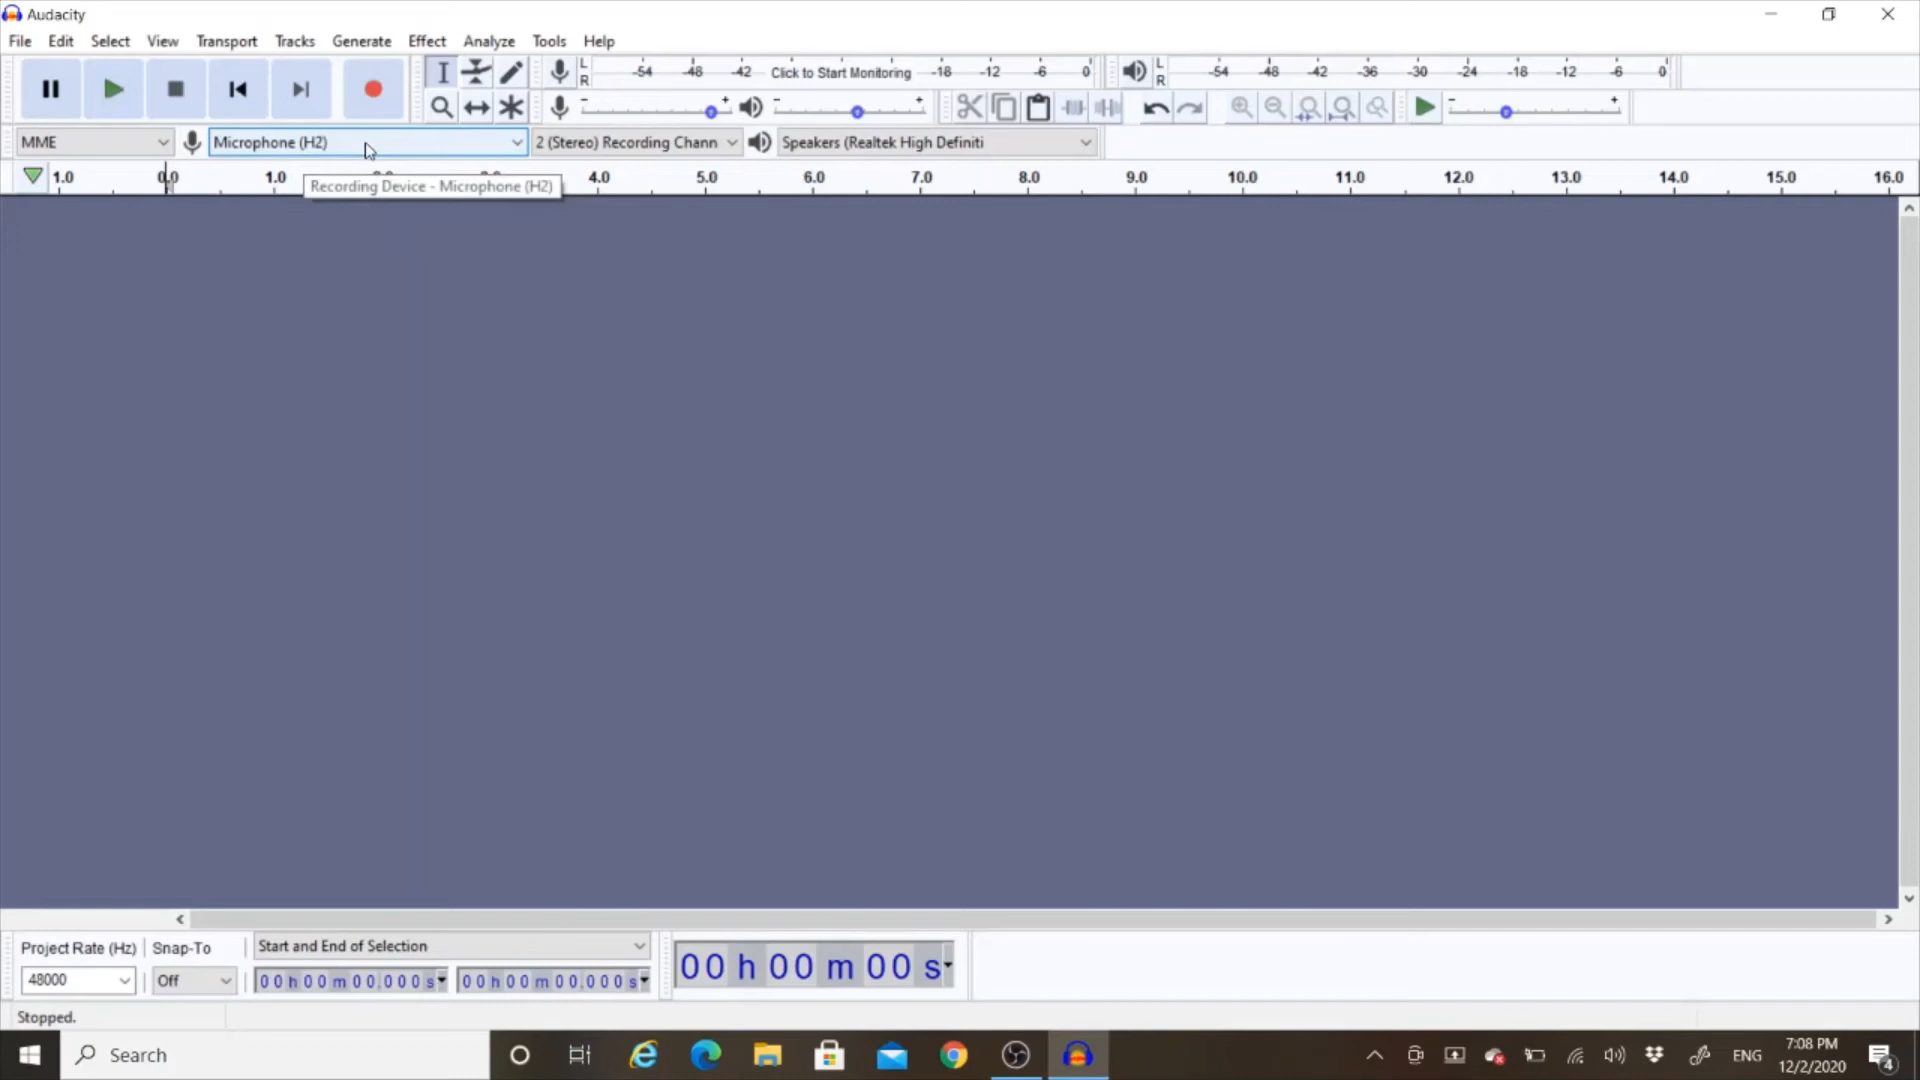 Audacity
File Edit Select View Transport Tracks Generate Effect Analyze Tools Help
L R -54 -48 -42 Click to Start Monitoring -18 -12 -6 0 L R -54 -48 -42 -36 -30 -24 -18 -12 -6 0
- + - + - +
MME Microphone (H2) 2 (Stereo) Recording Chann Speakers (Realtek High Definiti
1.0 0.0 1.0 4.0 5.0 6.0 7.0 8.0 9.0 10.0 11.0 12.0 13.0 14.0 15.0 16.0
Recording Device - Microphone (H2)
Project Rate (Hz) Snap-To Start and End of Selection
48000 Off 00 h 00 m 00.000 s 00 h 00 m 00.000 s 00 h 00 m 00 s
Stopped.
Search ENG 7:08 PM
12/2/2020 4